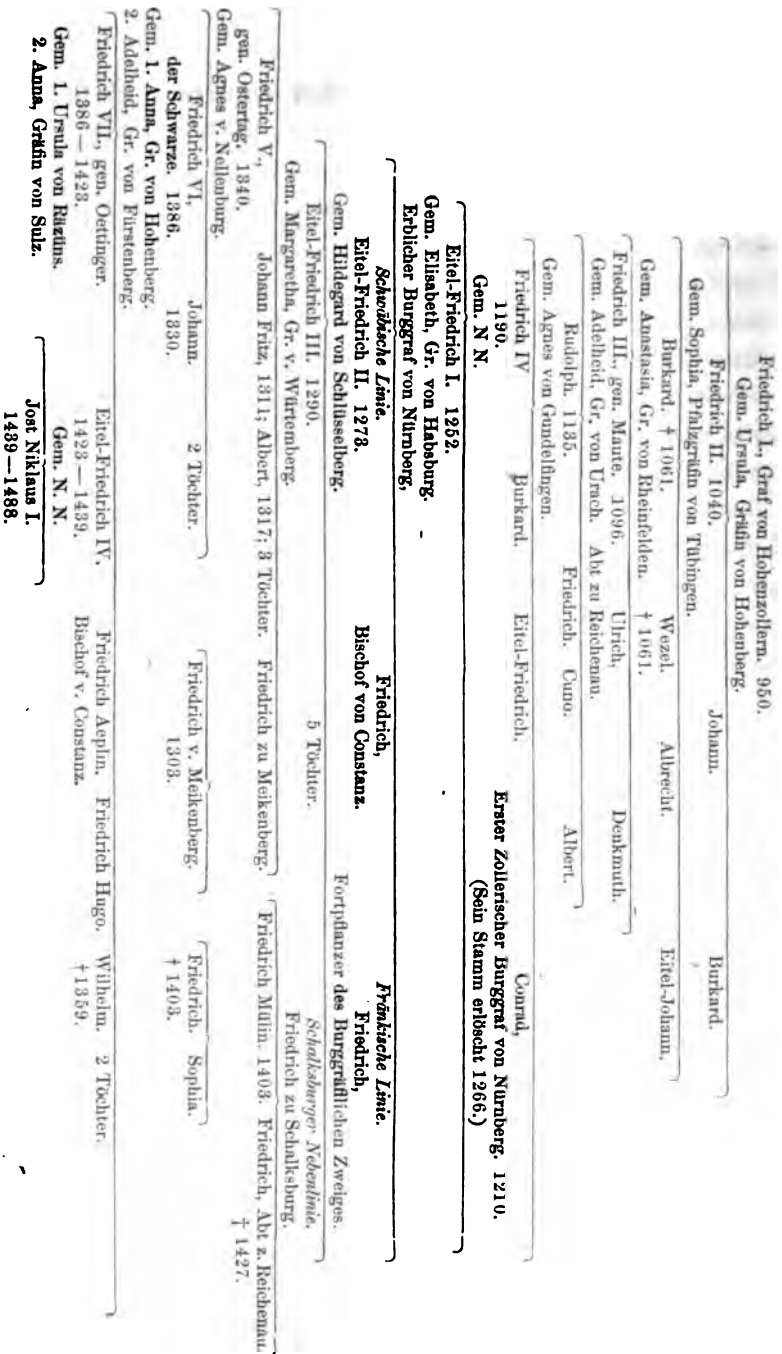 Friedrich I., Graf von Hohenzollern. 950.
Gem. Ursula, Gräfin von Hohenberg.
Friedrich II. 1040. Johann. Burkard.
Gem. Sophia, Pfalzgräfin von Tübingen.
Burkard. † 1061. Wezel. Albrecht. Eitel-Johann.
Gem. Anastasia, Gr. von Rheinfelden. † 1061.
Friedrich III., gen. Maute. 1096. Ulrich, Denkmuth.
Gem. Adelheid, Gr. von Urach. Abt zu Reichenau.
Rudolph. 1135. Friedrich. Cuno. Albert.
Gem. Agnes von Gundelfingen.
Friedrich IV Burkard. Eitel-Friedrich. Conrad,
1190. Erster Zollerischer Burggraf von Nürnberg. 1210.
Gem. N N. (Sein Stamm erlöscht 1266.)
Eitel-Friedrich I. 1252.
Gem. Elisabeth, Gr. von Habsburg.
Erblicher Burggraf von Nürnberg,
Schwäbische Linie. Friedrich, Fränkische Linie.
Eitel-Friedrich II. 1273. Bischof von Constanz. Friedrich,
Gem. Hildegard von Schlüsselberg. Fortpflanzer des Burggräflichen Zweiges.
Eitel-Friedrich III. 1290. 5 Töchter. Schalksburger Nebenlinie.
Gem. Margaretha, Gr. v. Würtemberg. Friedrich zu Schalksburg.
Friedrich V., Johann Fritz, 1311; Albert, 1317; 3 Töchter. Friedrich zu Meikenberg. Friedrich Mülin. 1403. Friedrich, Abt z. Reichenau.
gen. Ostertag. 1340. † 1427.
Gem. Agnes v. Nellenburg.
Friedrich VI, Johann. 2 Töchter. Friedrich v. Meikenberg. Friedrich. Sophia.
der Schwarze. 1386. 1330. 1303. † 1403.
Gem. 1. Anna, Gr. von Hohenberg.
2. Adelheid, Gr. von Fürstenberg.
Friedrich VII., gen. Oettinger. Eitel-Friedrich IV. Friedrich Aeplin, Friedrich Hugo. Wilhelm. 2 Töchter.
1386—1423. 1423—1439. Bischof v. Constanz. † 1359.
Gem. 1. Ursula von Räzüns. Gem. N. N.
2. Anna, Gräfin von Sulz. Jost Niklaus I.
1439—1488.